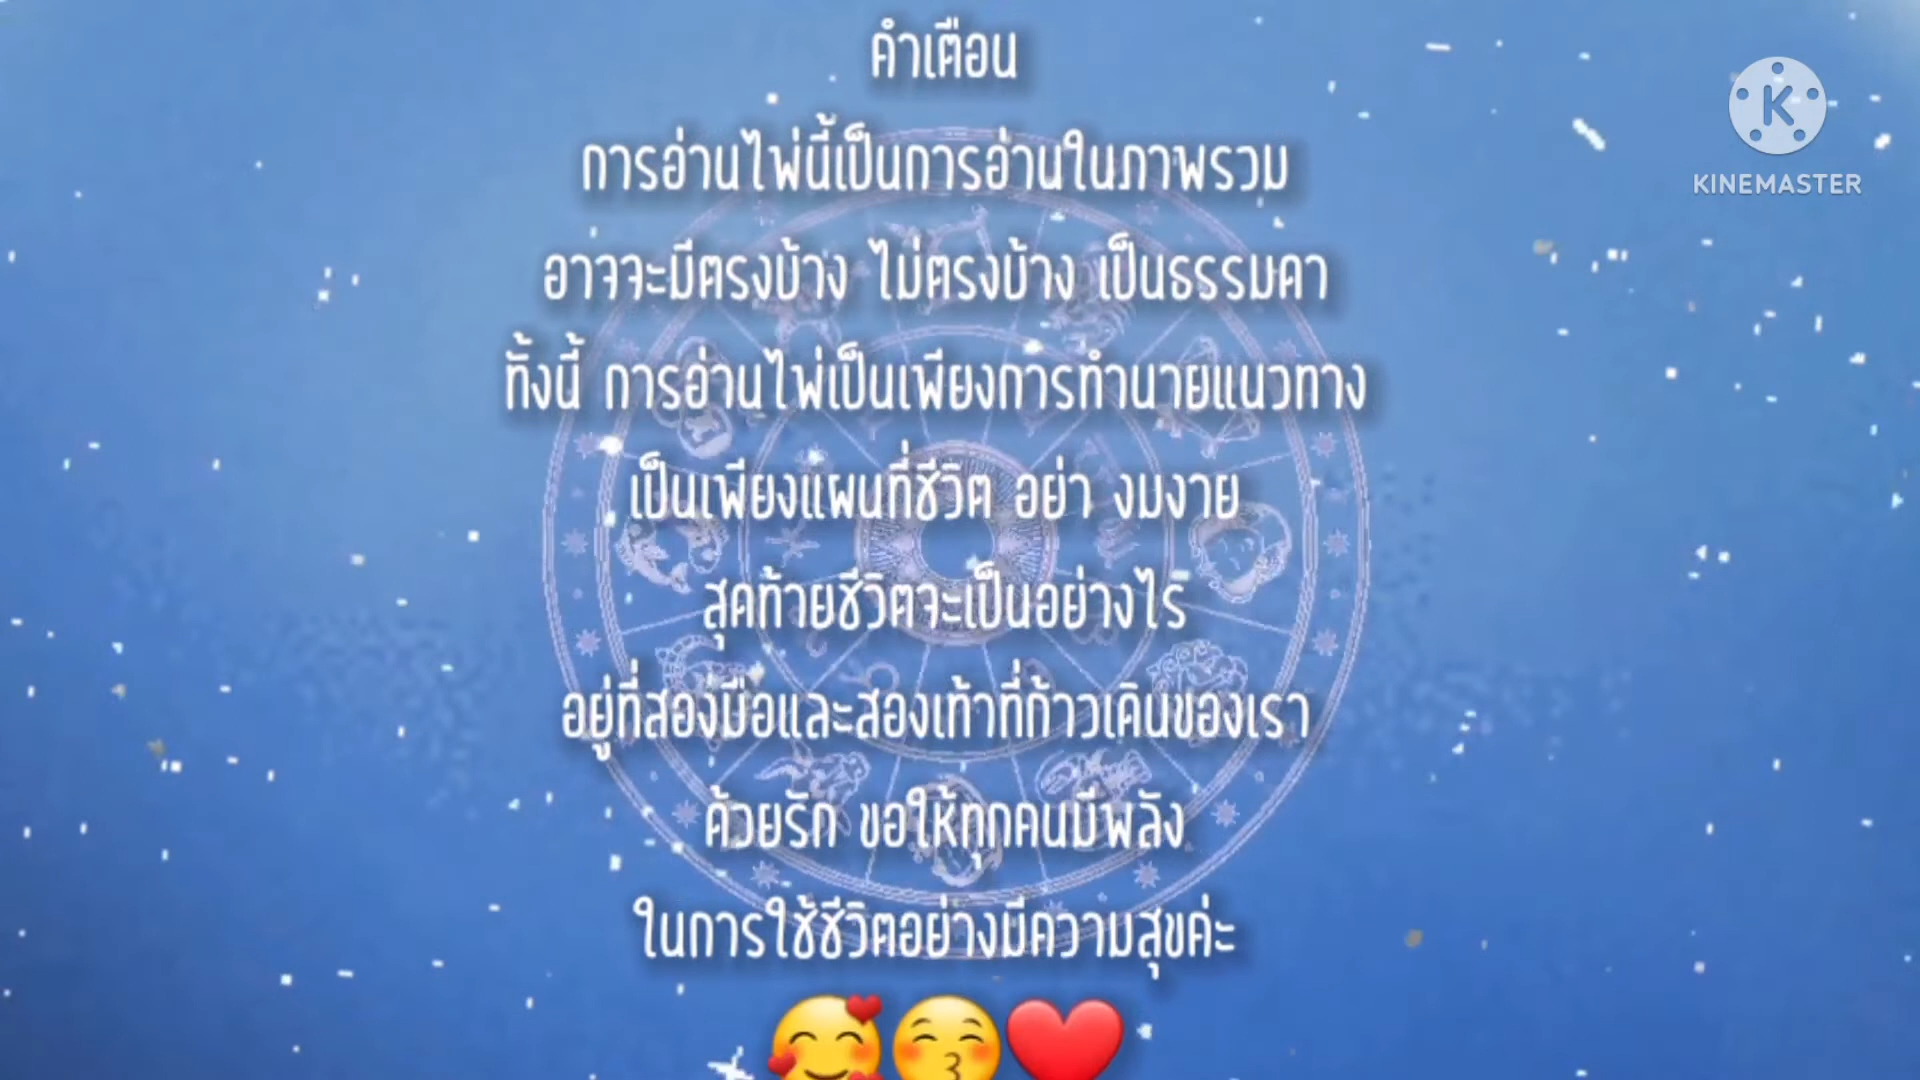 คำเตือน
การอ่านไพ่นี้เป็นการอ่านในภาพรวม
อาจจะมีตรงบ้าง ไม่ตรงบ้าง เป็นธรรมดา
ทั้งนี้ การอ่านไพ่เป็นเพียงการทำนายแนวทาง
เป็นเพียงแผนที่ชีวิต อย่า งมงาย
สุดท้ายชีวิตจะเป็นอย่างไร
อยู่ที่สองมือและสองเท้าที่ก้าวเดินของเรา
ด้วยรัก ขอให้ทุกคนมีพลัง
ในการใช้ชีวิตอย่างมีความสุขค่ะ
K
KINEMASTER